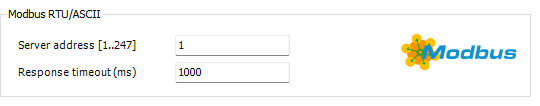 Modbus RTU/ASCII
Server address [1..247] 1
Response timeout (ms) 1000
Modbus